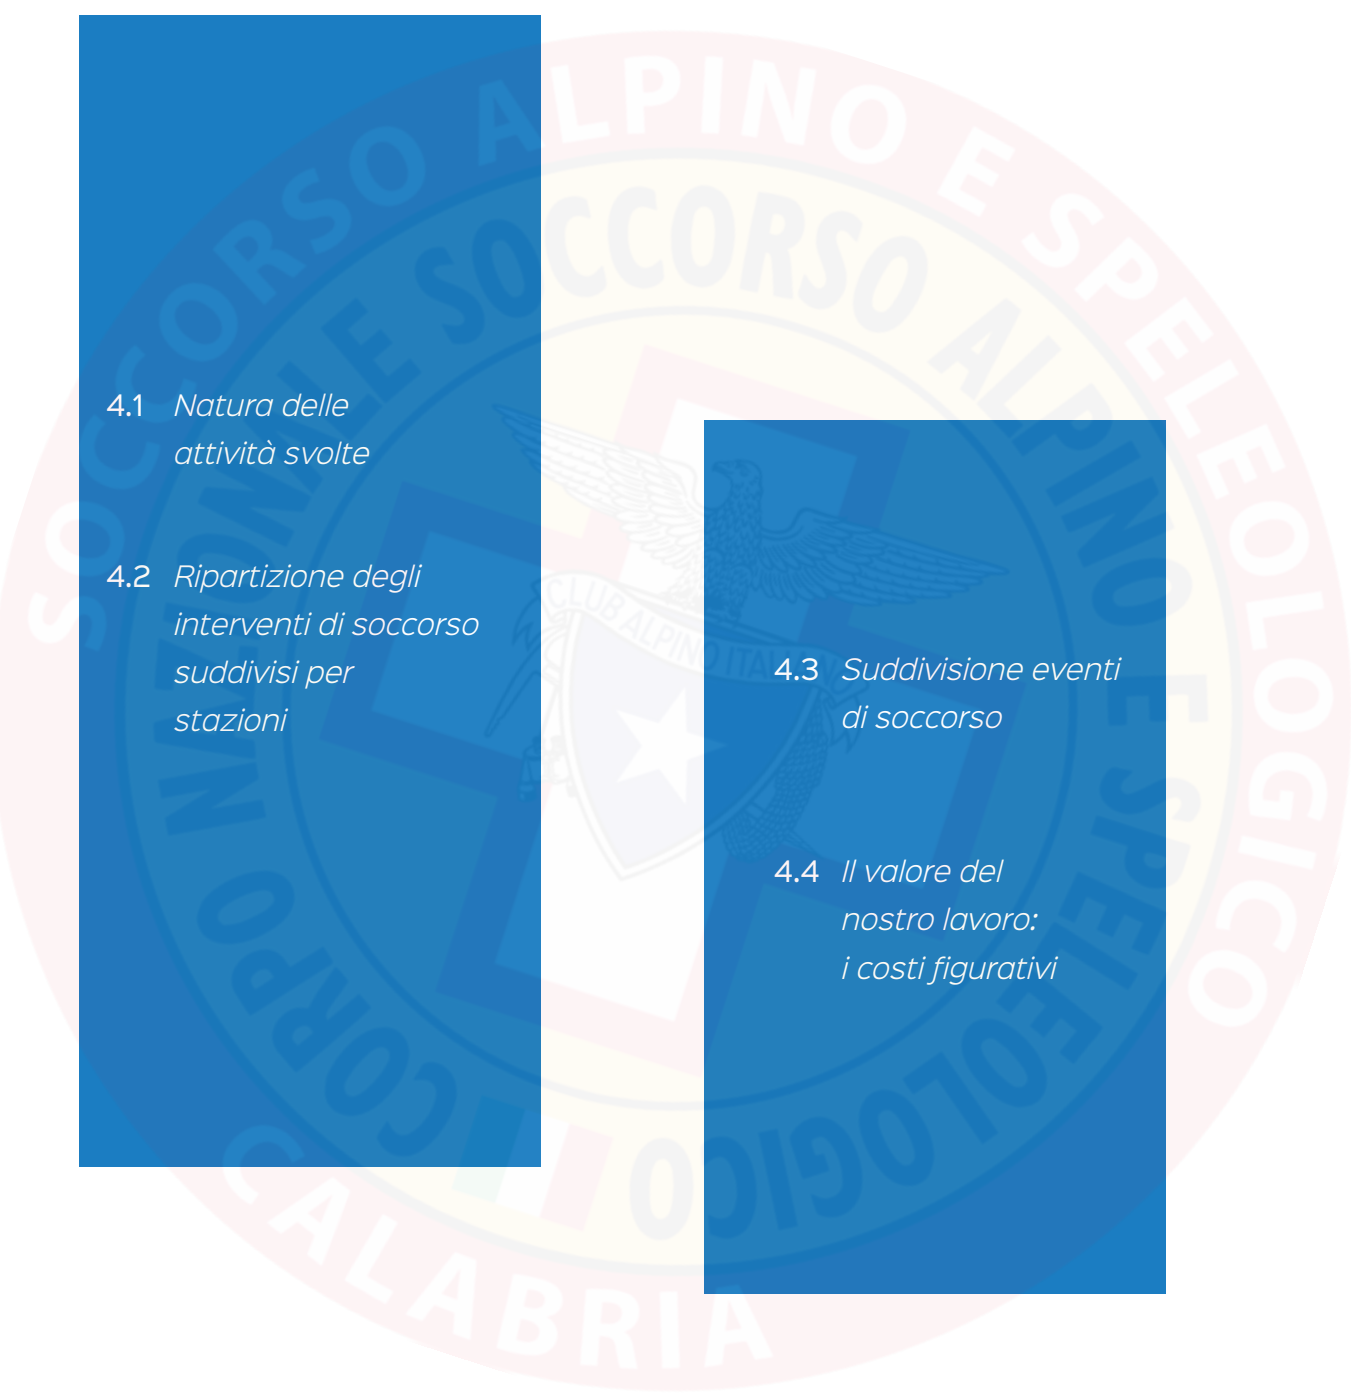 4.1 Natura delle
attività svolte
4.2 Ripartizione degli
interventi di soccorso
suddivisi per
stazioni
4.3 Suddivisione eventi
di soccorso
4.4 Il valore del
nostro lavoro:
i costi figurativi
SOCCORSO ALPINO E SPELEOLOGICO
CALABRIA
CORPO NAZIONALE SOCCORSO ALPINO E SPELEOLOGICO
CLUB ALPINO ITAL